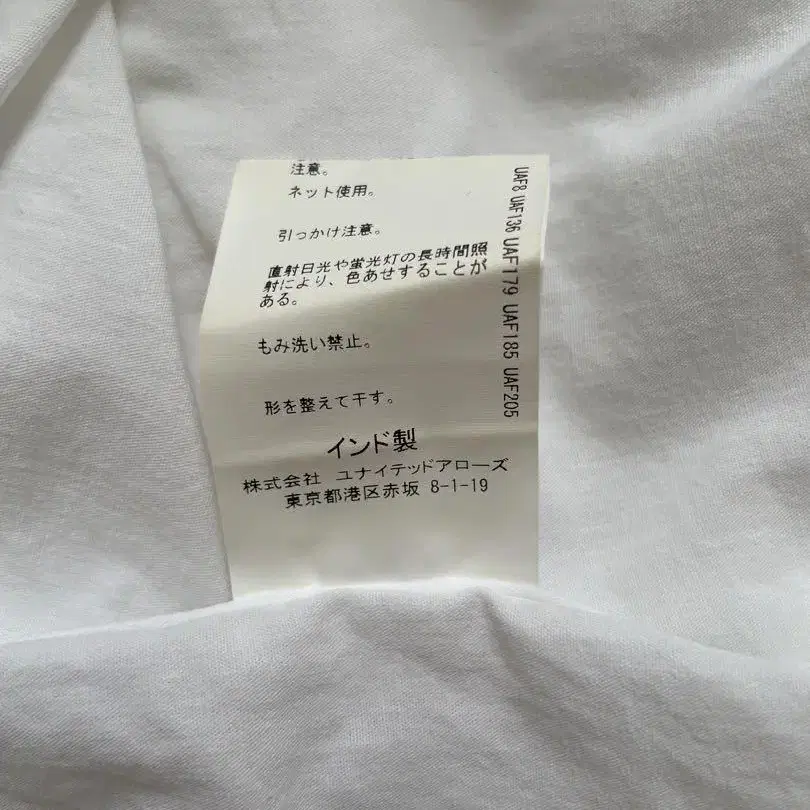 注意。
ネット使用。
引っかけ注意。
直射日光や蛍光灯の長時間照
射により、色あせすることが
ある。
もみ洗い禁止。
形を整えて干す。
インド製
株式会社 ユナイテッドアローズ
東京都港区赤坂 8-1-19
UAF8 UAF136 UAF179 UAF185 UAF205